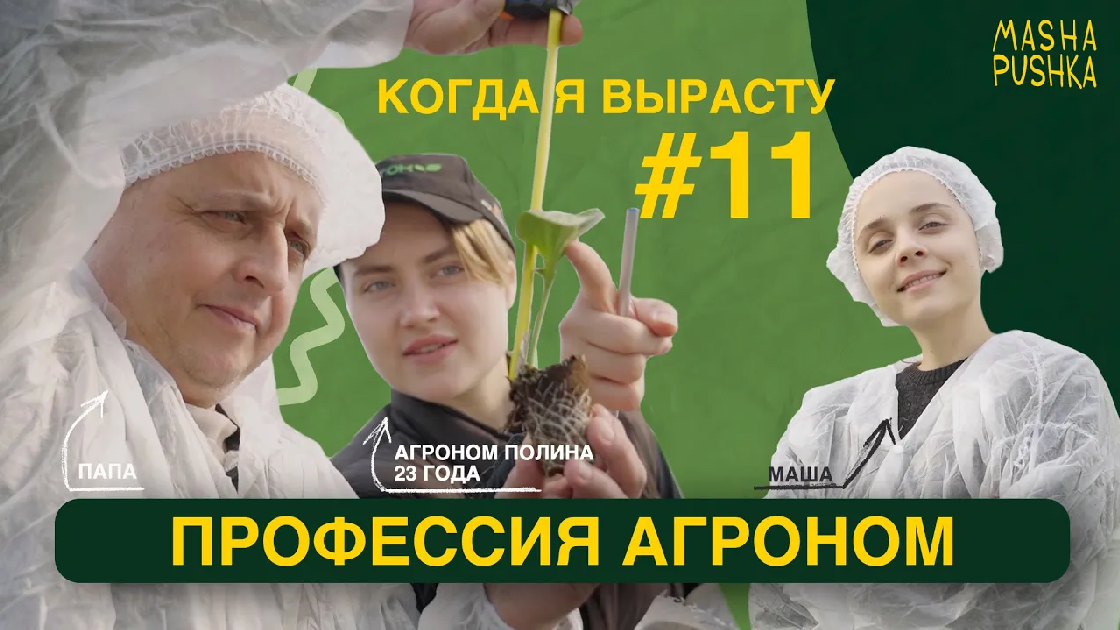 MASHA
PUSHKA
КОГДА Я ВЫРАСТУ
#11
ПАПА
АГРОНОМ ПОЛИНА
23 ГОДА
МАША
ПРОФЕССИЯ АГРОНОМ